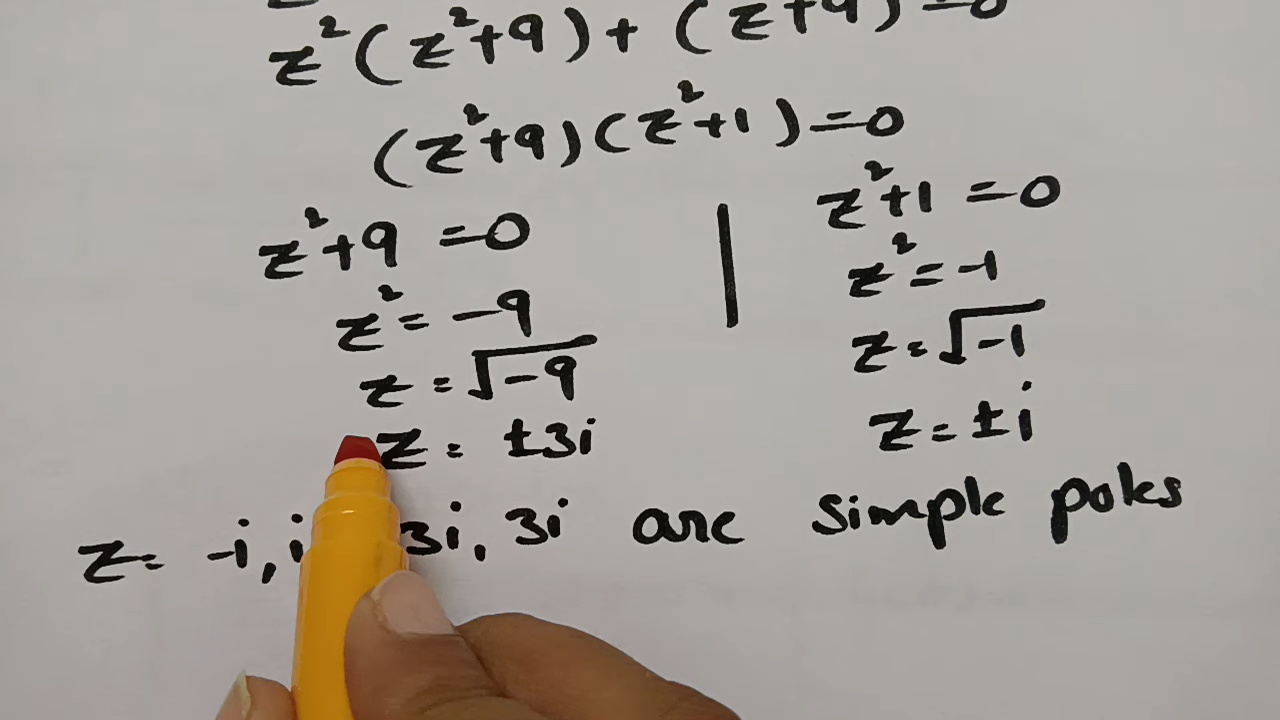 z²(z²+9)+(z²+9)=0
(z²+9)(z²+1)=0
z²+9=0
z²=-9
z=√-9
z=±3i
z²+1=0
z²=-1
z=√-1
z=±i
z= -i, i 3i, 3i are simple poles